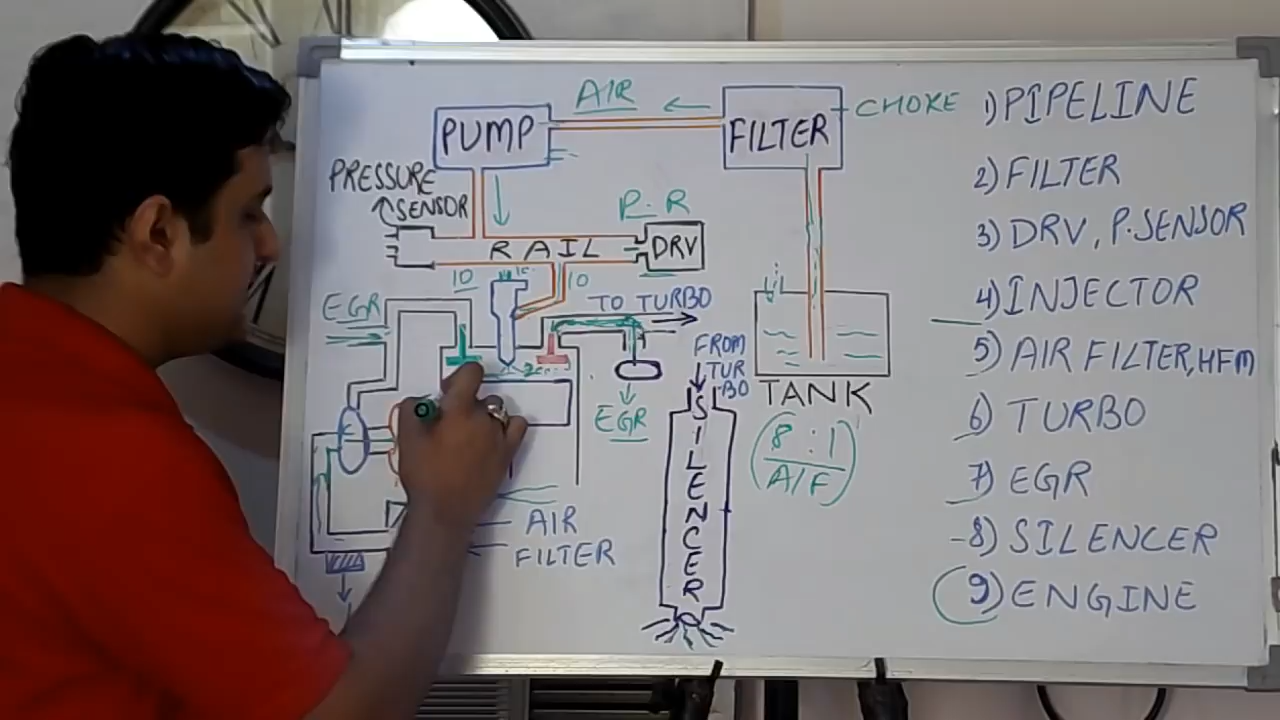 AIR ←
PUMP
FILTER
CHOKE
PRESSURE
SENSOR
P.R
RAIL
DRV
10
10
EGR
TO TURBO
FROM
TUR
BO
TANK
EGR
8:1
A/F
SILENCER
AIR
FILTER
1) PIPELINE
2) FILTER
3) DRV, P.SENSOR
4) INJECTOR
5) AIR FILTER, HFM
6) TURBO
7) EGR
8) SILENCER
9) ENGINE